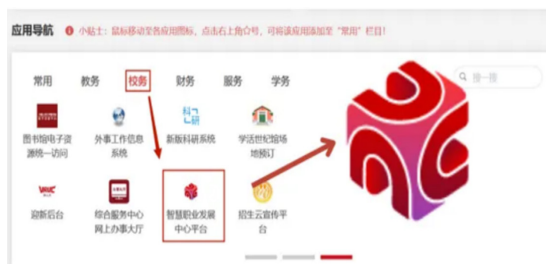 应用导航 小贴士：鼠标移动至各应用图标，点击右上角☆号，可将该应用添加至“常用”栏目！
常用 教务 校务 财务 服务 学务 搜一搜
图书馆电子资源统一访问
外事工作信息系统
科研
新版科研系统
学活世纪馆场地预订
迎新后台
综合服务中心网上办事大厅
智慧职业发展中心平台
招生云宣传平台